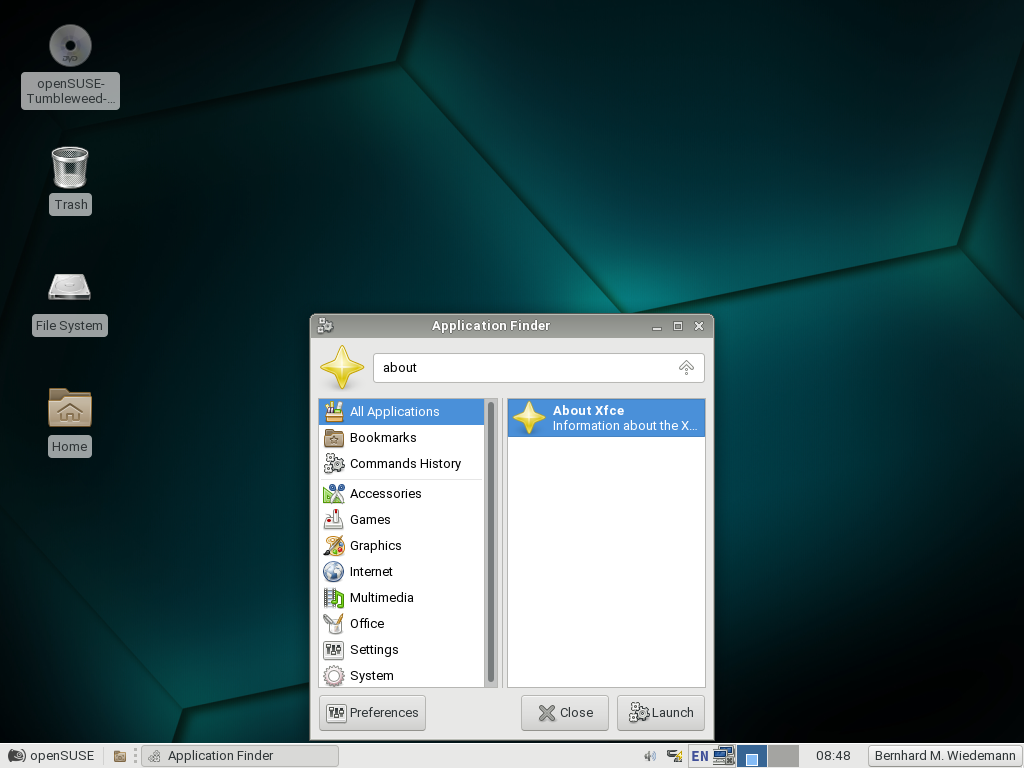 openSUSE-
Tumbleweed-...
Trash
File System
Home
Application Finder
about
All Applications
Bookmarks
Commands History
Accessories
Games
Graphics
Internet
Multimedia
Office
Settings
System
About Xfce
Information about the X...
Preferences
Close
Launch
openSUSE
Application Finder
EN
08:48
Bernhard M. Wiedemann